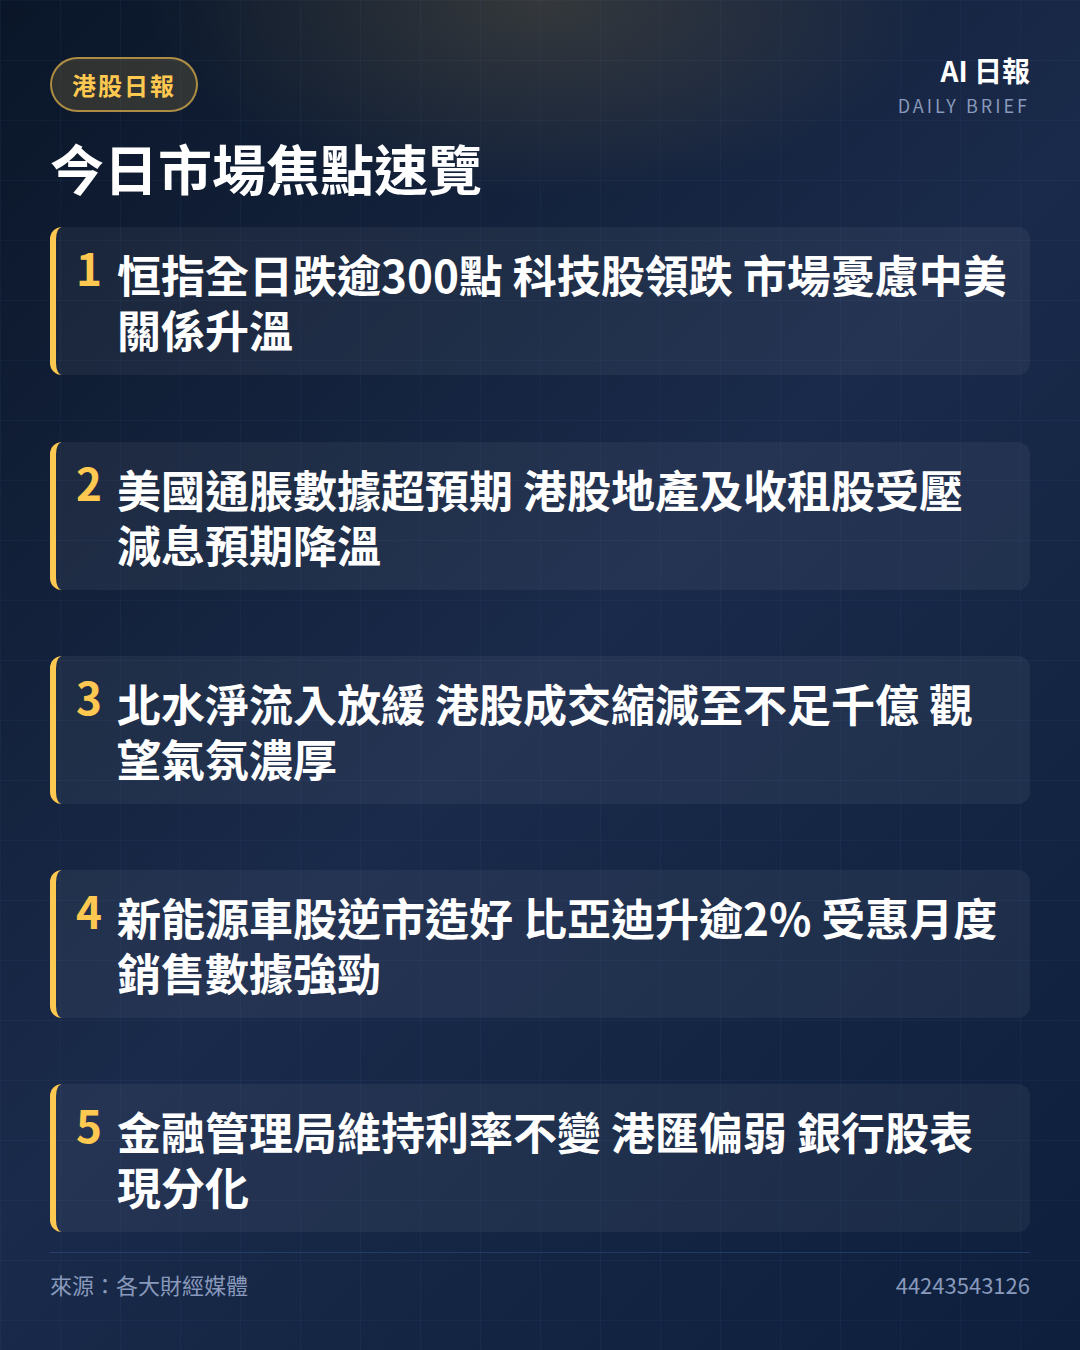 港股日報
AI 日報
DAILY BRIEF
今日市場焦點速覽
1 恒指全日跌逾300點 科技股領跌 市場憂慮中美
關係升溫
2 美國通脹數據超預期 港股地產及收租股受壓
減息預期降溫
3 北水淨流入放緩 港股成交縮減至不足千億 觀
望氣氛濃厚
4 新能源車股逆市造好 比亞迪升逾2% 受惠月度
銷售數據強勁
5 金融管理局維持利率不變 港匯偏弱 銀行股表
現分化
來源：各大財經媒體
44243543126